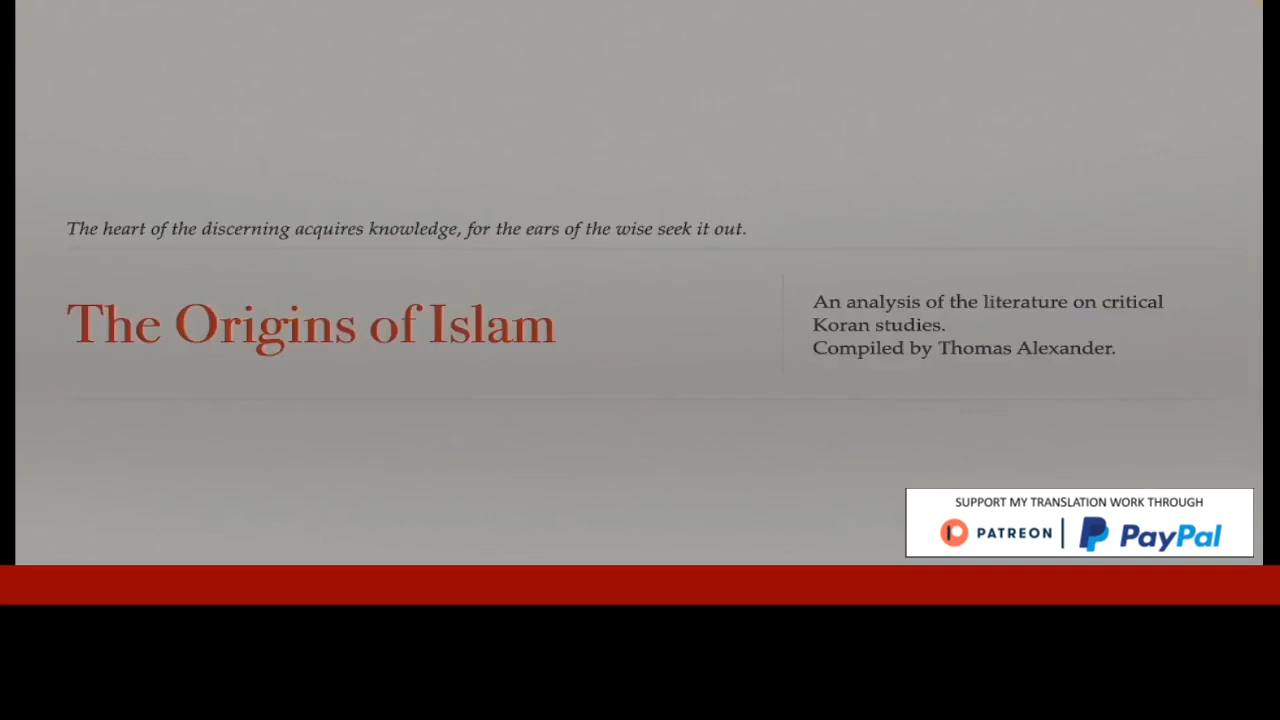 The heart of the discerning acquires knowledge, for the ears of the wise seek it out.
The Origins of Islam
An analysis of the literature on critical
Koran studies.
Compiled by Thomas Alexander.
SUPPORT MY TRANSLATION WORK THROUGH
PATREON | PayPal